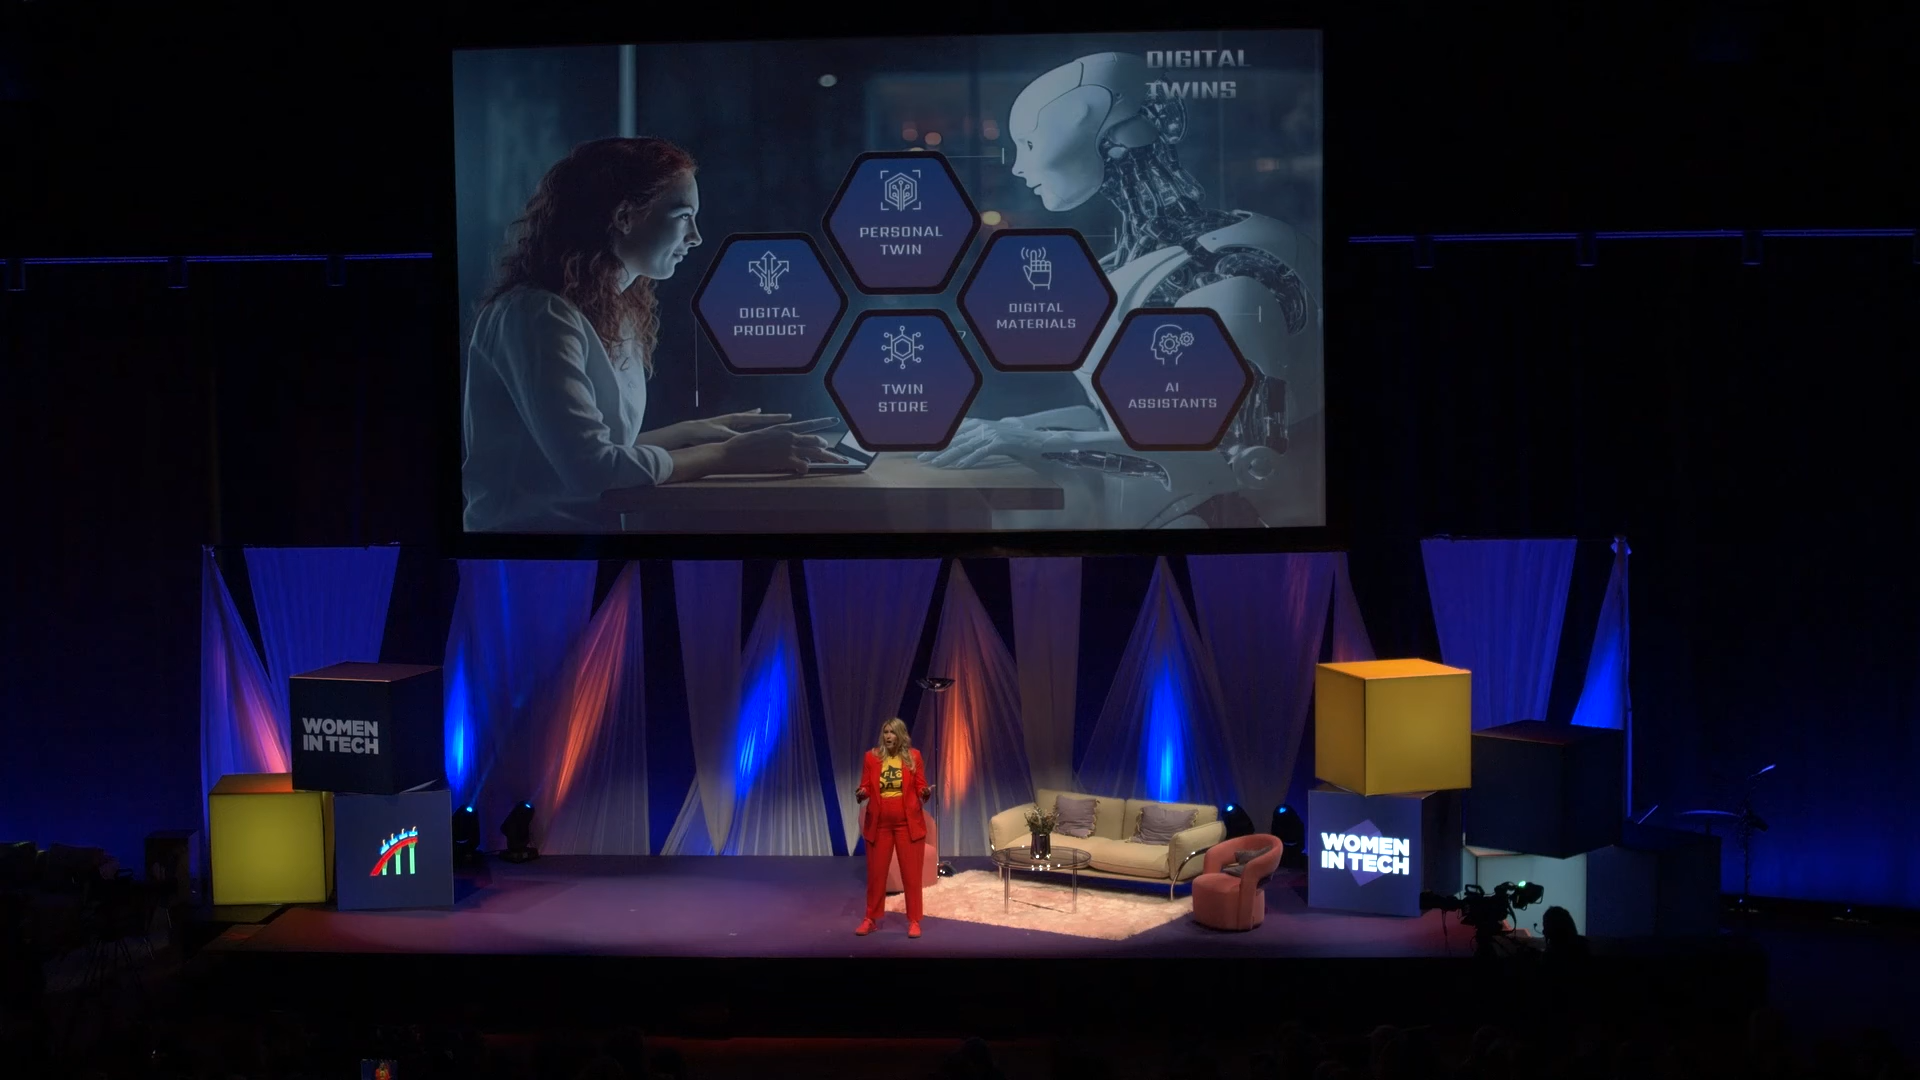 DIGITAL
TWINS
PERSONAL
TWIN
DIGITAL
PRODUCT
DIGITAL
MATERIALS
TWIN
STORE
AI
ASSISTANTS
WOMEN
IN TECH
WOMEN
IN TECH